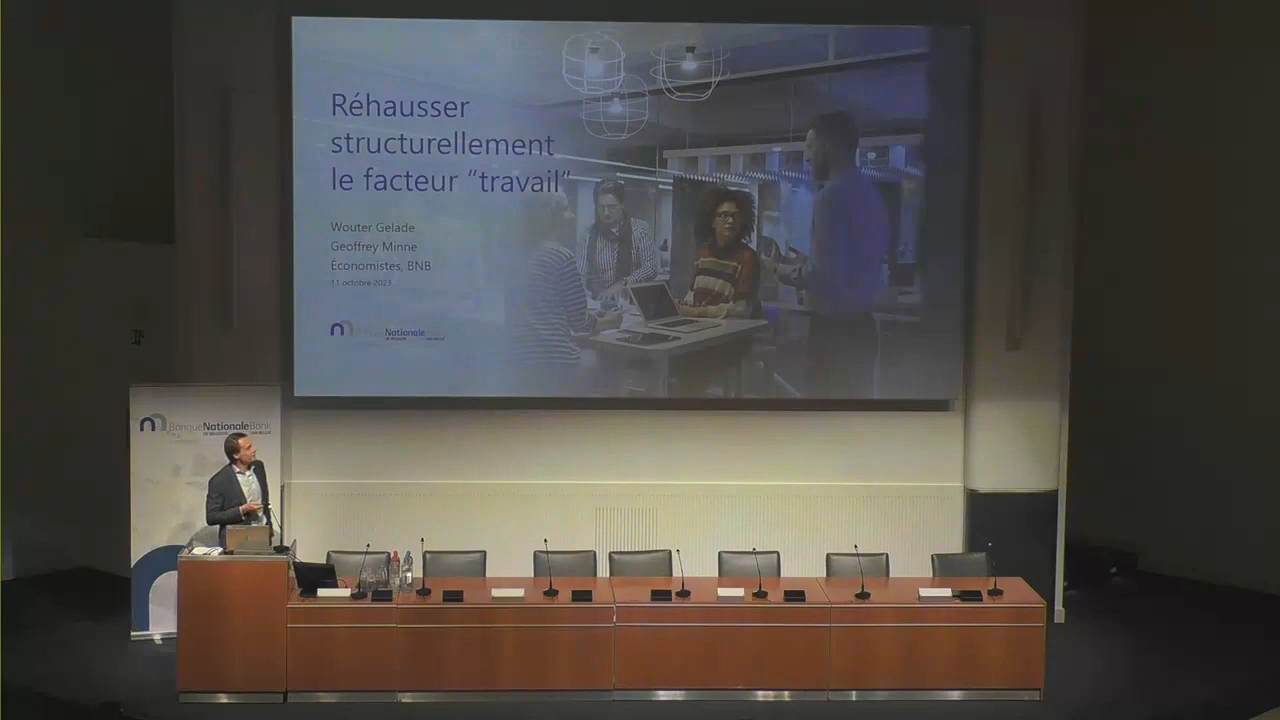 Réhausser
structurellement
le facteur “travail”
Wouter Gelade
Geoffrey Minne
Économistes, BNB
11 octobre 2023
Nationale
BanqueNationaleBank